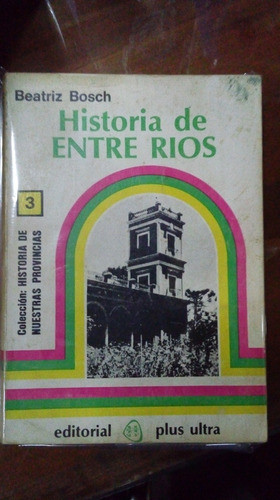 Beatriz Bosch
Historia de
ENTRE RIOS
3
Colección: HISTORIA DE
NUESTRAS PROVINCIAS
editorial plus ultra